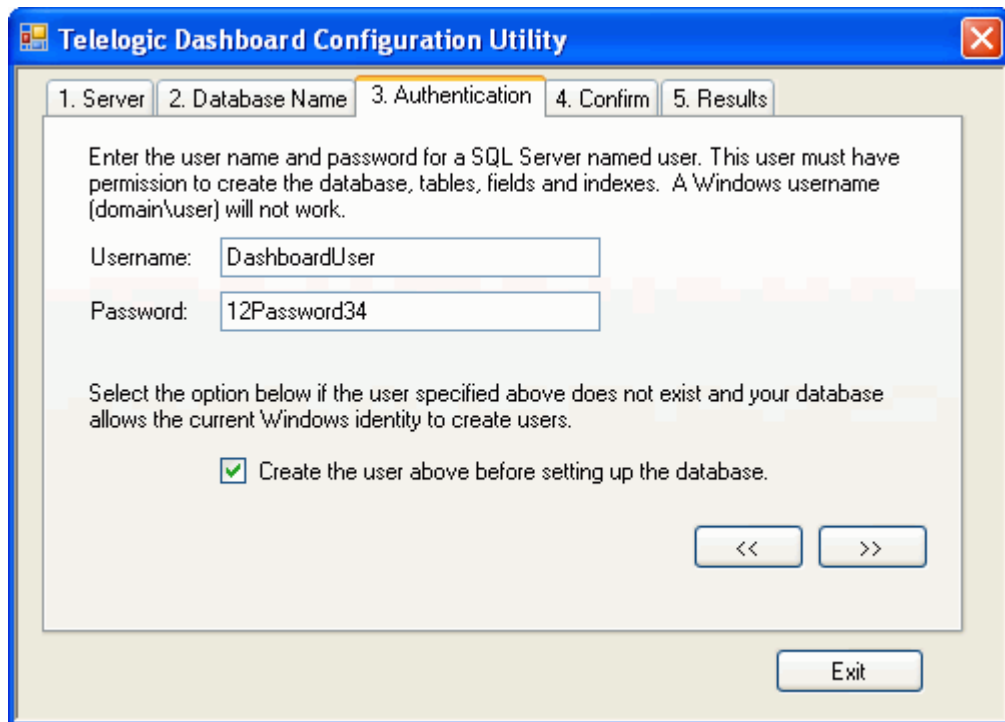 Telelogic Dashboard Configuration Utility
1. Server
2. Database Name
3. Authentication
4. Confirm
5. Results
Enter the user name and password for a SQL Server named user. This user must have
permission to create the database, tables, fields and indexes.  A Windows username
(domain\user) will not work.
Username:
DashboardUser
Password:
12Password34
Select the option below if the user specified above does not exist and your database
allows the current Windows identity to create users.
Create the user above before setting up the database.
<<
>>
Exit